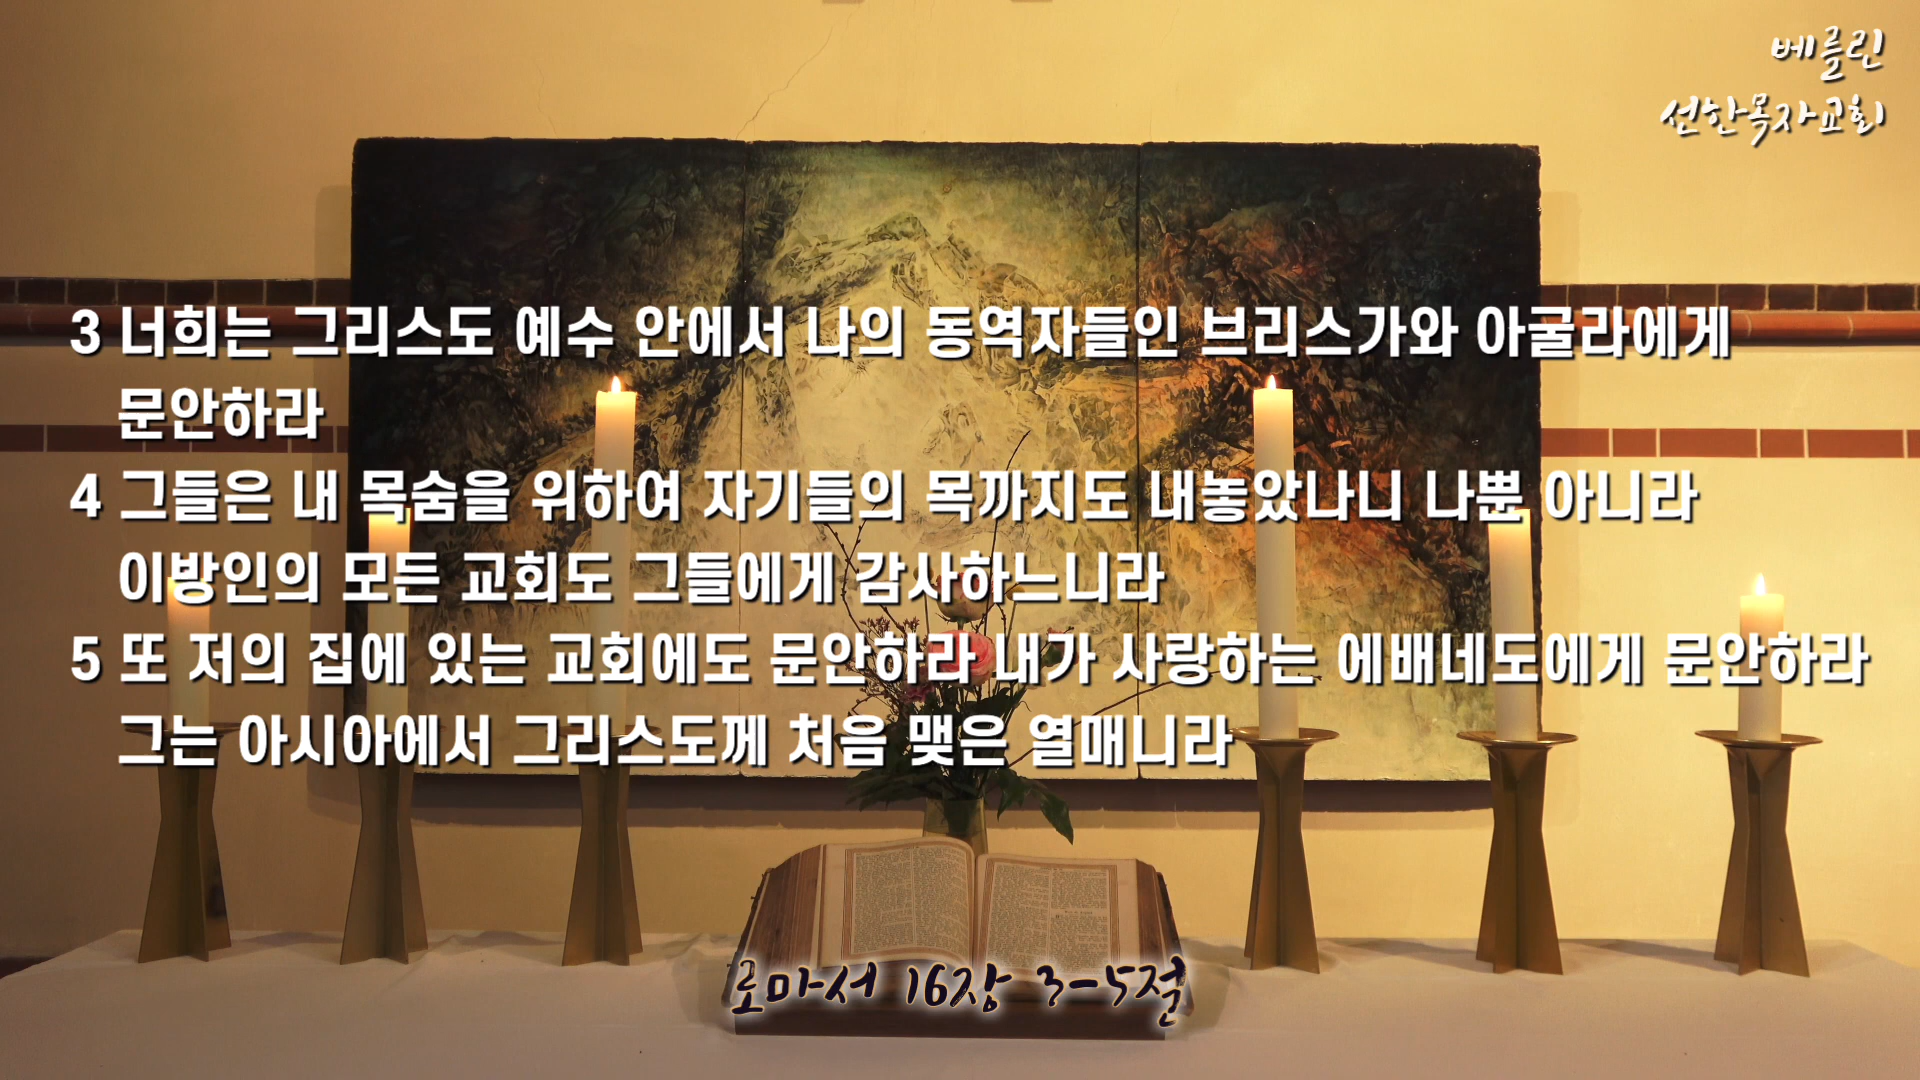 베를린
선한목자교회
3 너희는 그리스도 예수 안에서 나의 동역자들인 브리스가와 아굴라에게
문안하라
4 그들은 내 목숨을 위하여 자기들의 목까지도 내놓았나니 나뿐 아니라
이방인의 모든 교회도 그들에게 감사하느니라
5 또 저의 집에 있는 교회에도 문안하라 내가 사랑하는 에배네도에게 문안하라
그는 아시아에서 그리스도께 처음 맺은 열매니라
로마서 16장 3-5절